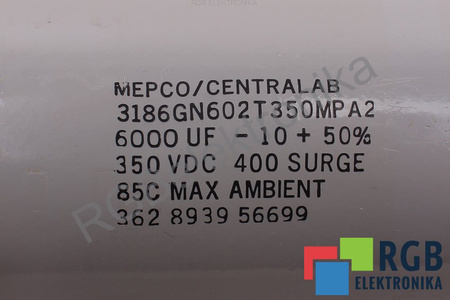 MEPCO/CENTRALAB
3186GN602T350MPA2
6000 UF - 10 + 50%
350 VDC 400 SURGE
85C MAX AMBIENT
362 8939 56699
RGB
ELEKTRONIKA